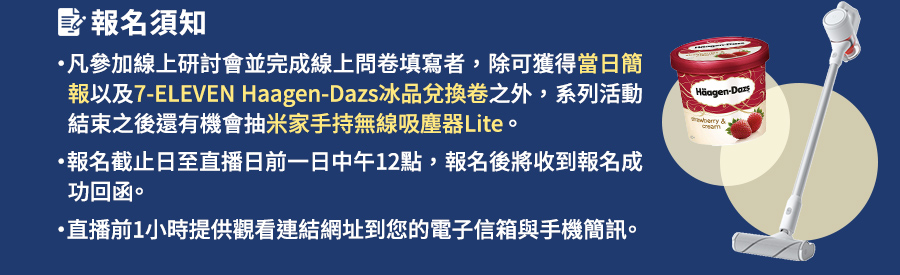 報名須知
•凡參加線上研討會並完成線上問卷填寫者，除可獲得當日簡
報以及7-ELEVEN Haagen-Dazs冰品兌換卷之外，系列活動
結束之後還有機會抽米家手持無線吸塵器Lite。
•報名截止日至直播日前一日中午12點，報名後將收到報名成
功回函。
•直播前1小時提供觀看連結網址到您的電子信箱與手機簡訊。
Häagen-Dazs
Häagen-Dazs
strawberry &
cream